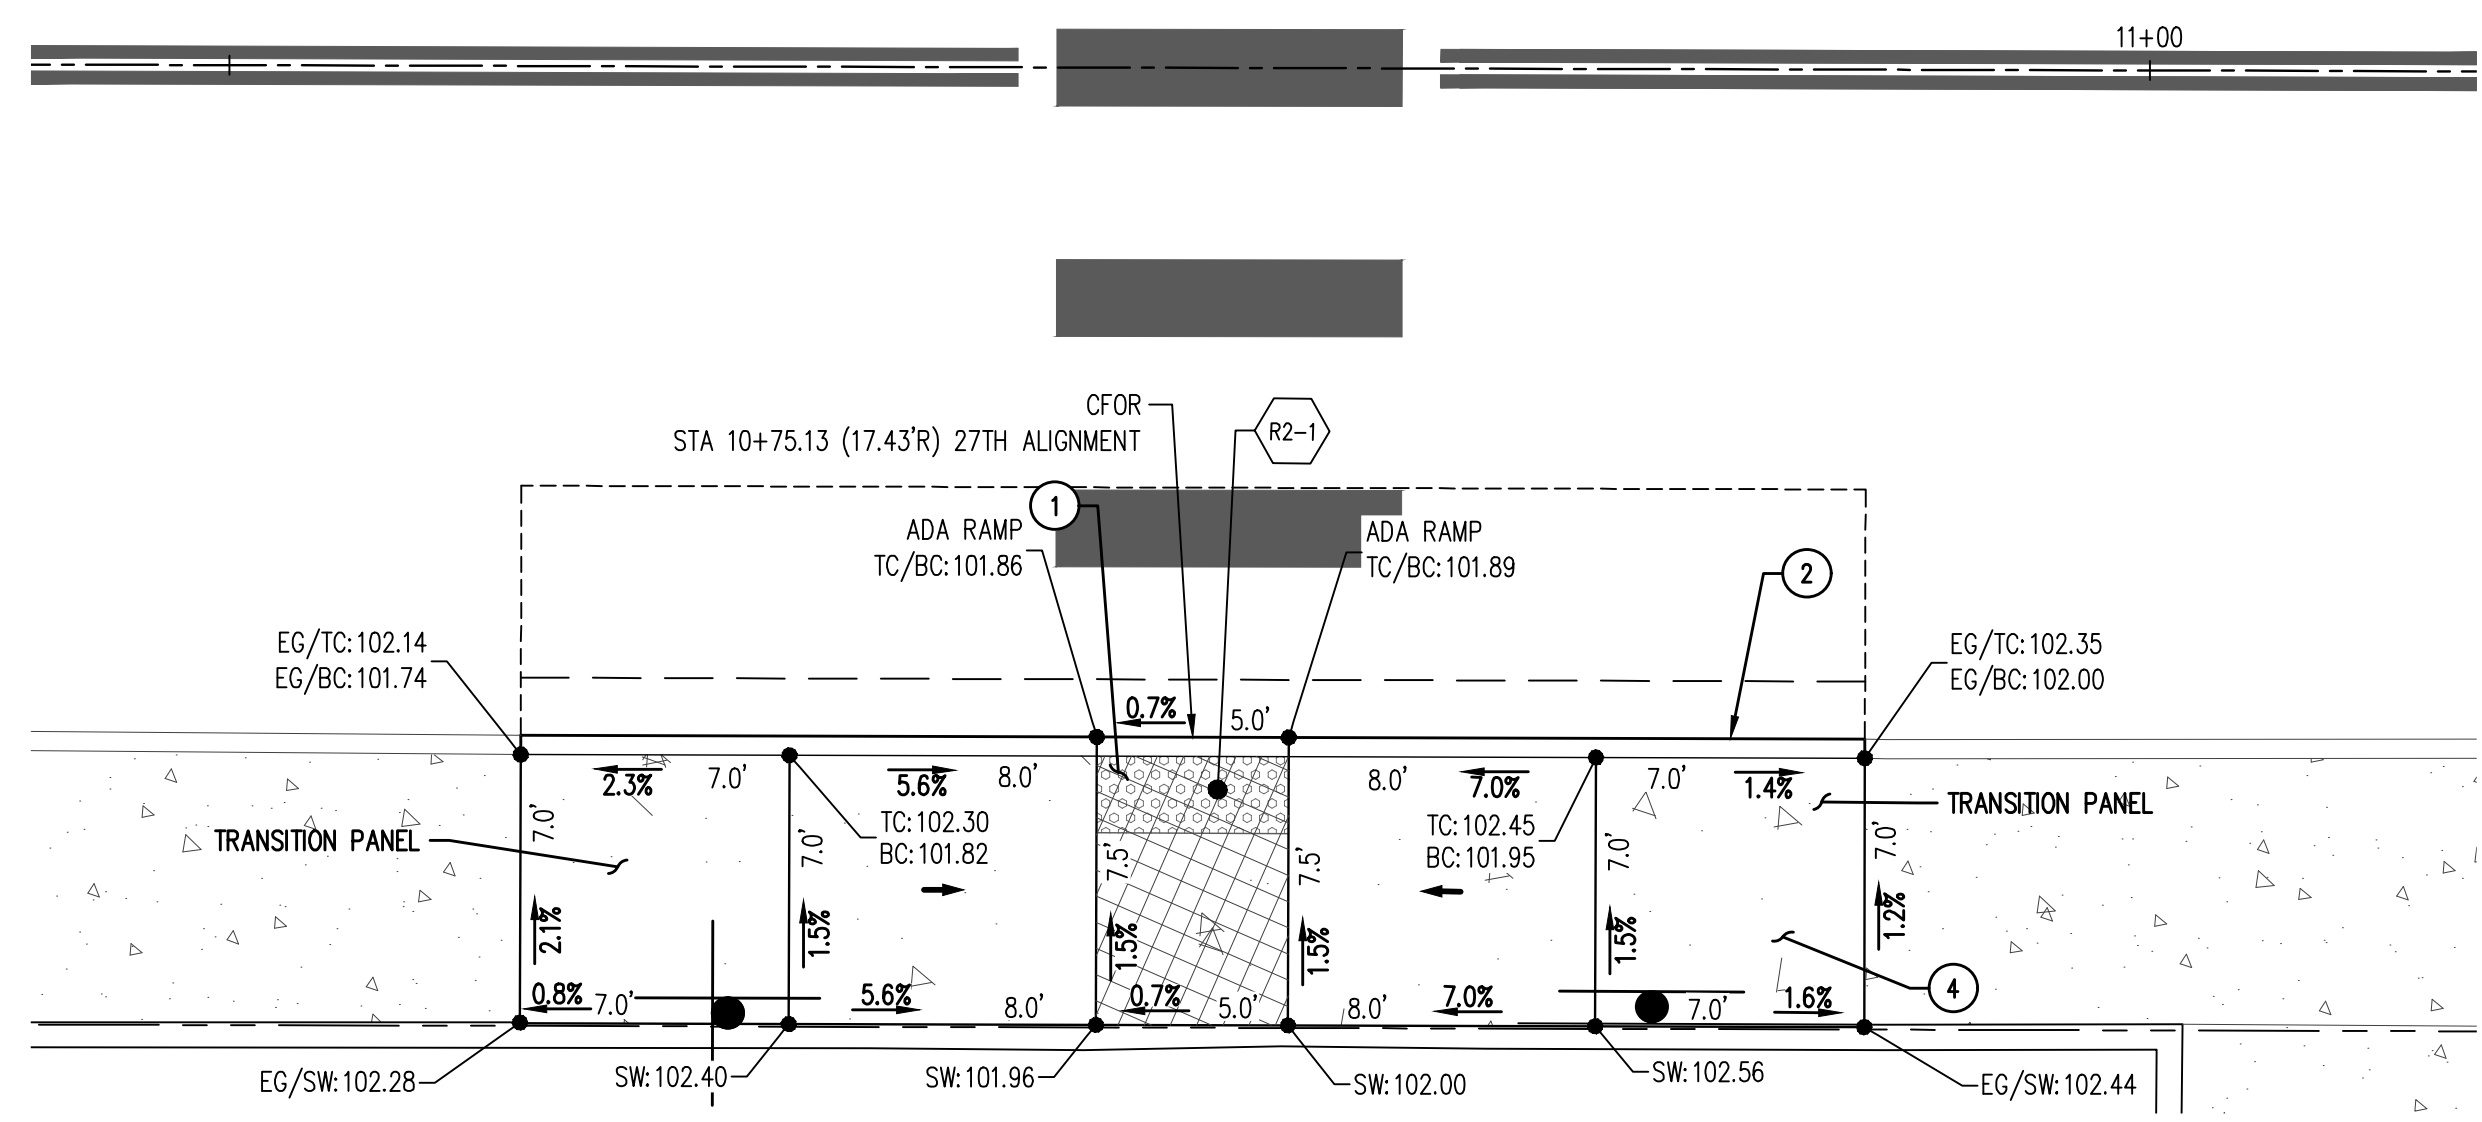 11+00
CFOR
STA 10+75.13 (17.43'R) 27TH ALIGNMENT
R2-1
1
ADA RAMP
TC/BC:101.86
ADA RAMP
TC/BC:101.89
2
EG/TC:102.14
EG/BC:101.74
EG/TC:102.35
EG/BC:102.00
0.7%
5.0'
2.3%
7.0'
5.6%
8.0'
8.0'
7.0%
7.0'
1.4%
TRANSITION PANEL
TRANSITION PANEL
TC:102.30
BC:101.82
TC:102.45
BC:101.95
7.0'
7.0'
7.5'
7.5'
7.0'
7.0'
2.1%
1.5%
1.5%
1.5%
1.5%
1.2%
4
0.8%
7.0'
5.6%
8.0'
0.7%
5.0'
8.0'
7.0%
7.0'
1.6%
EG/SW:102.28
SW:102.40
SW:101.96
SW:102.00
SW:102.56
EG/SW:102.44